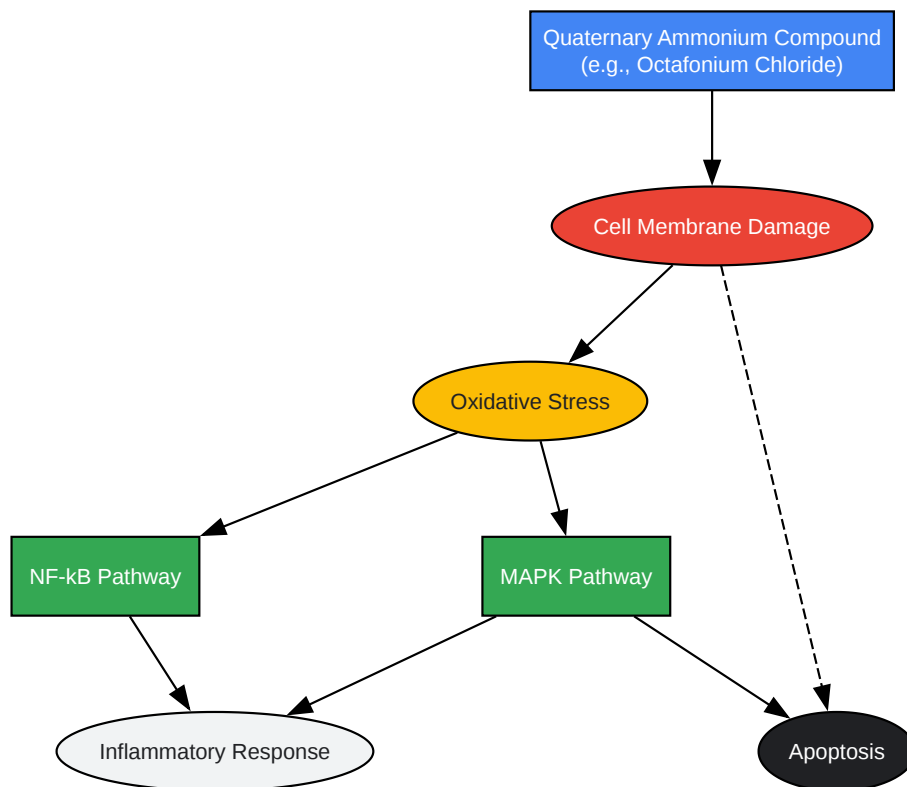 Quaternary Ammonium Compound
(e.g., Octafonium Chloride)
Cell Membrane Damage
Oxidative Stress
NF-kB Pathway
MAPK Pathway
Inflammatory Response
Apoptosis